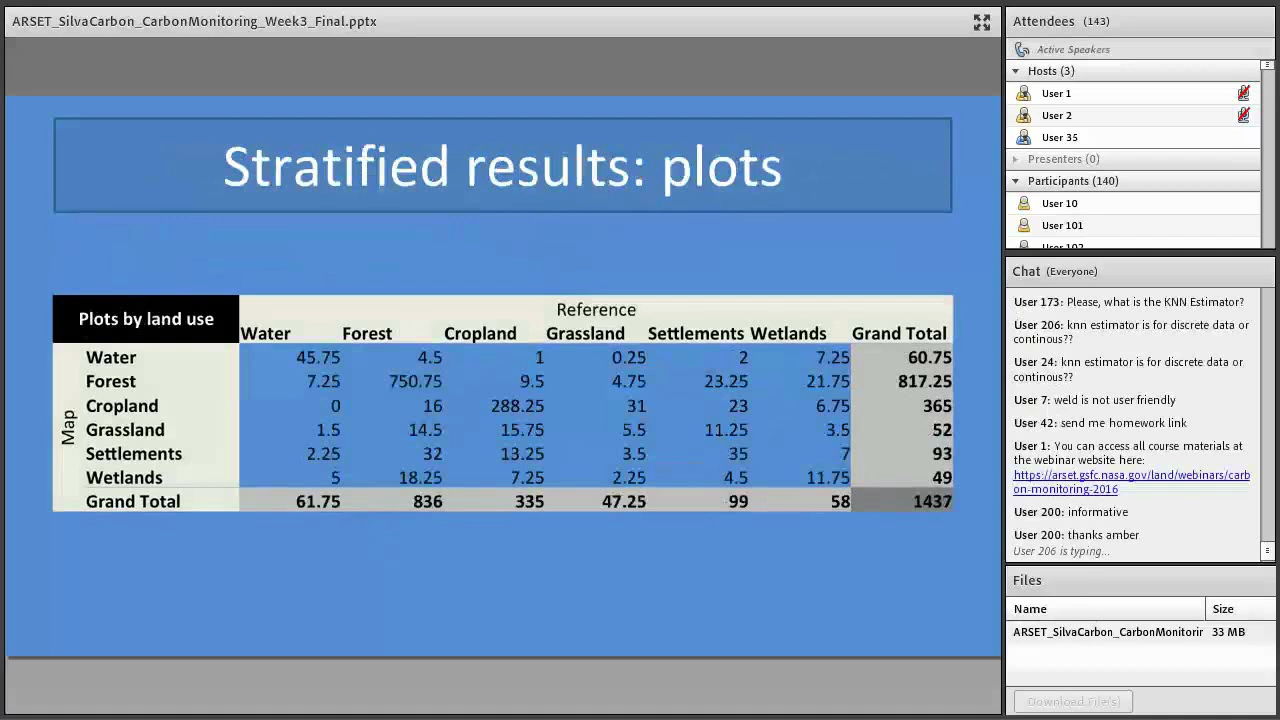 ARSET_SilvaCarbon_CarbonMonitoring_Week3_Final.pptx
Stratified results: plots
Plots by land use
Reference
Water Forest Cropland Grassland Settlements Wetlands Grand Total
Map
Water 45.75 4.5 1 0.25 2 7.25 60.75
Forest 7.25 750.75 9.5 4.75 23.25 21.75 817.25
Cropland 0 16 288.25 31 23 6.75 365
Grassland 1.5 14.5 15.75 5.5 11.25 3.5 52
Settlements 2.25 32 13.25 3.5 35 7 93
Wetlands 5 18.25 7.25 2.25 4.5 11.75 49
Grand Total 61.75 836 335 47.25 99 58 1437
Attendees (143)
Active Speakers
Hosts (3)
User 1
User 2
User 35
Presenters (0)
Participants (140)
User 10
User 101
User 102
Chat (Everyone)
User 173: Please, what is the KNN Estimator?
User 206: knn estimator is for discrete data or
continous??
User 24: knn estimator is for discrete data or
continous??
User 7: weld is not user friendly
User 42: send me homework link
User 1: You can access all course materials at
the webinar website here:
https://arset.gsfc.nasa.gov/land/webinars/carb
on-monitoring-2016
User 200: informative
User 200: thanks amber
User 206 is typing...
Files
Name Size
ARSET_SilvaCarbon_CarbonMonitorir 33 MB
Download File(s)